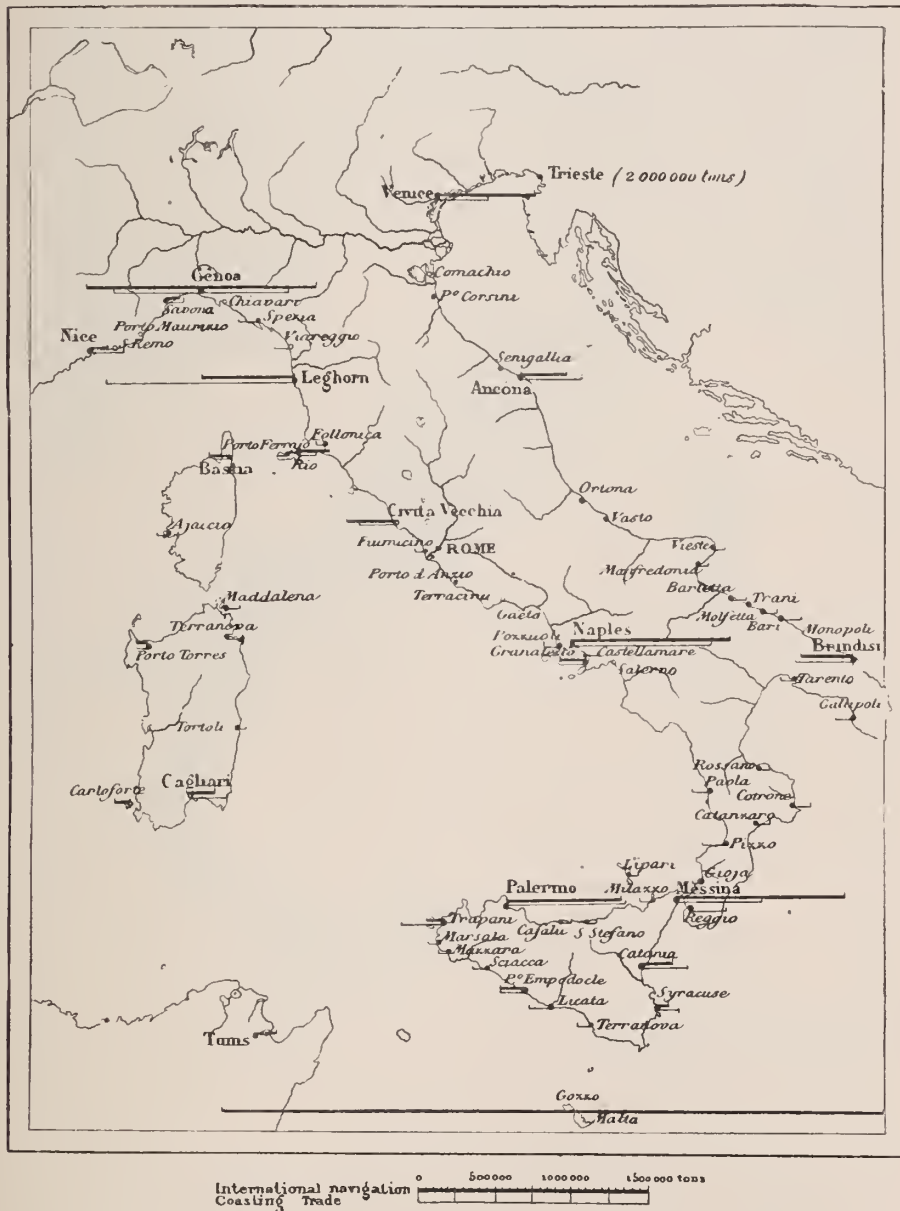 Trieste (2 000 000 tons)
Venice
Comachio
Po Corsini
Genoa
Savona
Chiavari
Spezia
Porto Maurizio
Nice
S Remo
Viareggio
Leghorn
Senigallia
Ancona
Follonica
Porto Ferrajo
Rio
Bastia
Ajaccio
Civita Vecchia
Fiumicino
ROME
Porto d Anzio
Terracina
Gaeta
Ortona
Vasto
Vieste
Manfredonia
Barletta
Trani
Molfetta
Bari
Monopoli
Brindisi
Pozzuoli
Naples
Castellamare
Salerno
Tarento
Gallipoli
Maddalena
Terranova
Porto Torres
Tortoli
Cagliari
Carloforte
Rossano
Paola
Cotrone
Catanzaro
Pizzo
Gioja
Lipari
Milazzo
Messina
Reggio
Palermo
Trapani
Cafalu
S Stefano
Marsala
Mazzara
Sciacca
Catania
Po Empedocle
Licata
Syracuse
Terranova
Tunis
Gozzo
Malta
0 500000 1000000 1500000 tons
International navigation
Coasting Trade